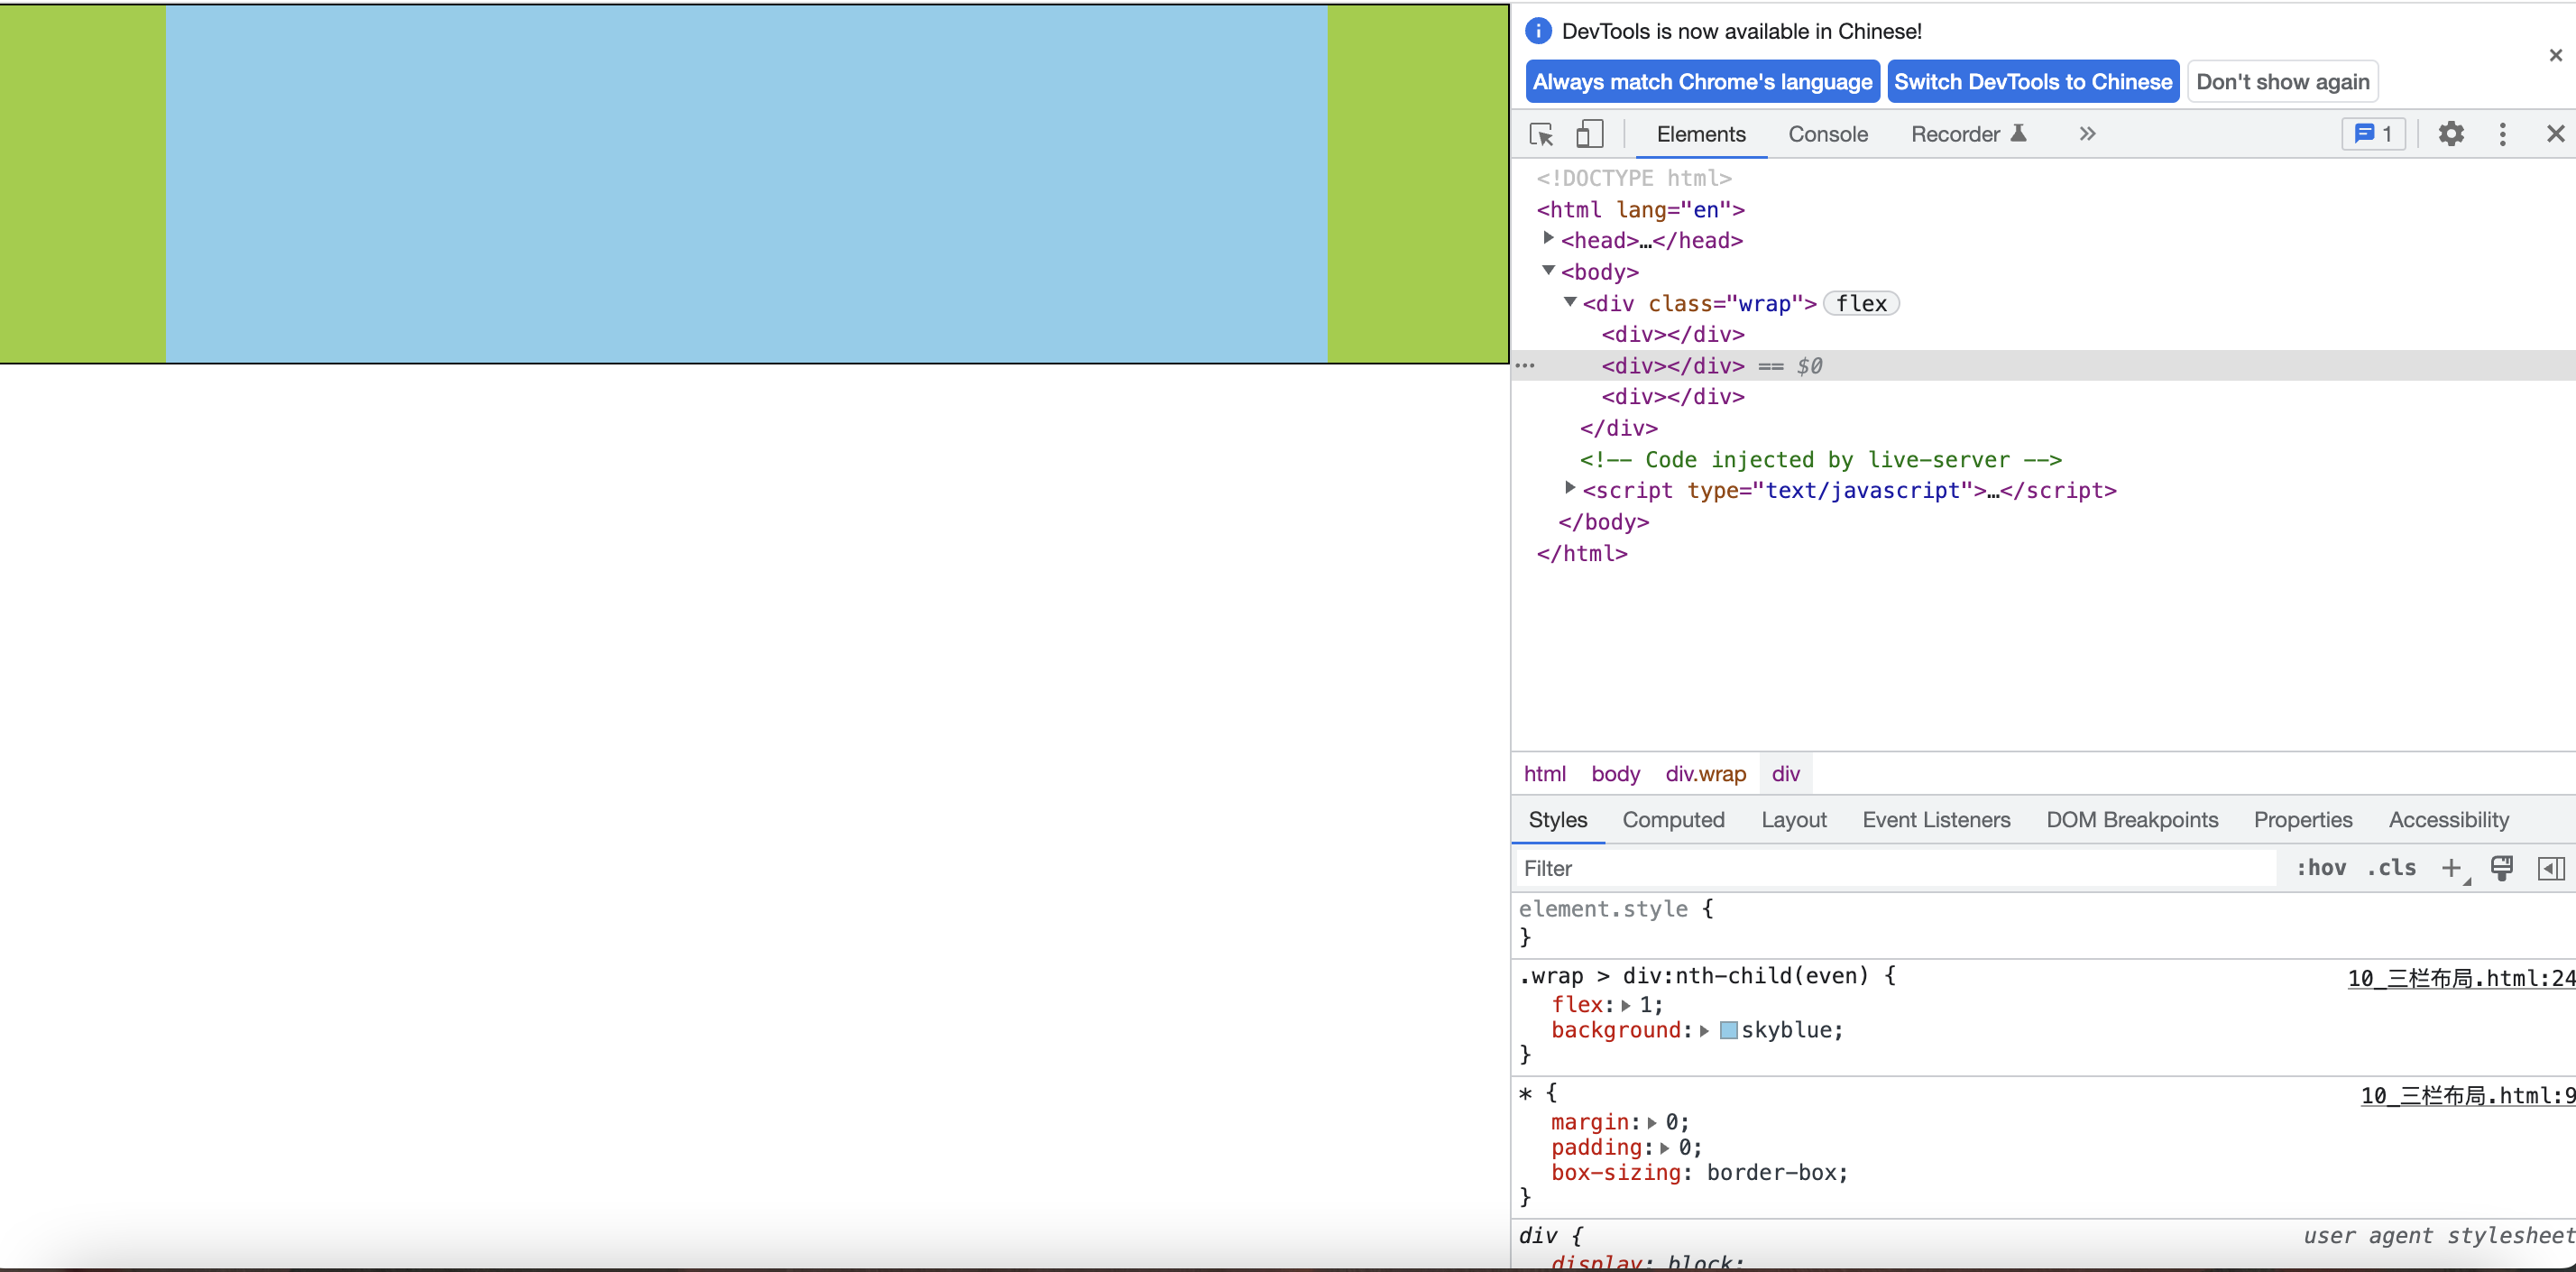 DevTools is now available in Chinese!
Always match Chrome's language Switch DevTools to Chinese Don't show again
Elements Console Recorder 1
<!DOCTYPE html>
<html lang="en">
<head>…</head>
<body>
<div class="wrap"> flex
<div></div>
<div></div> == $0
<div></div>
</div>
<!-- Code injected by live-server -->
<script type="text/javascript">…</script>
</body>
</html>
html body div.wrap div
Styles Computed Layout Event Listeners DOM Breakpoints Properties Accessibility
Filter :hov .cls
element.style {
}
.wrap > div:nth-child(even) { 10_三栏布局.html:24
flex: 1;
background: skyblue;
}
* { 10_三栏布局.html:9
margin: 0;
padding: 0;
box-sizing: border-box;
}
div { user agent stylesheet
display: block;